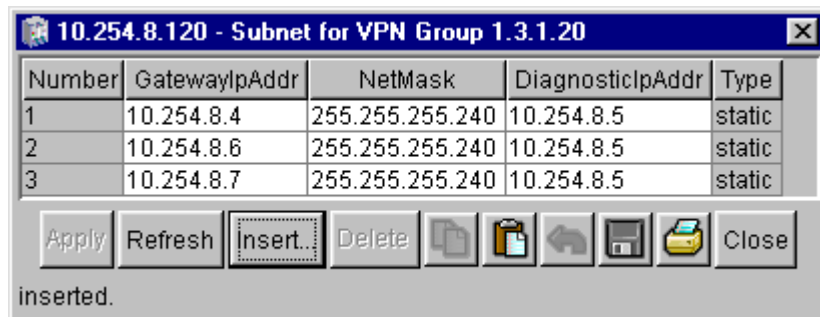 10.254.8.120 - Subnet for VPN Group 1.3.1.20
Number GatewayIpAddr NetMask DiagnosticIpAddr Type
1 10.254.8.4 255.255.255.240 10.254.8.5 static
2 10.254.8.6 255.255.255.240 10.254.8.5 static
3 10.254.8.7 255.255.255.240 10.254.8.5 static
Apply Refresh Insert... Delete Close
inserted.